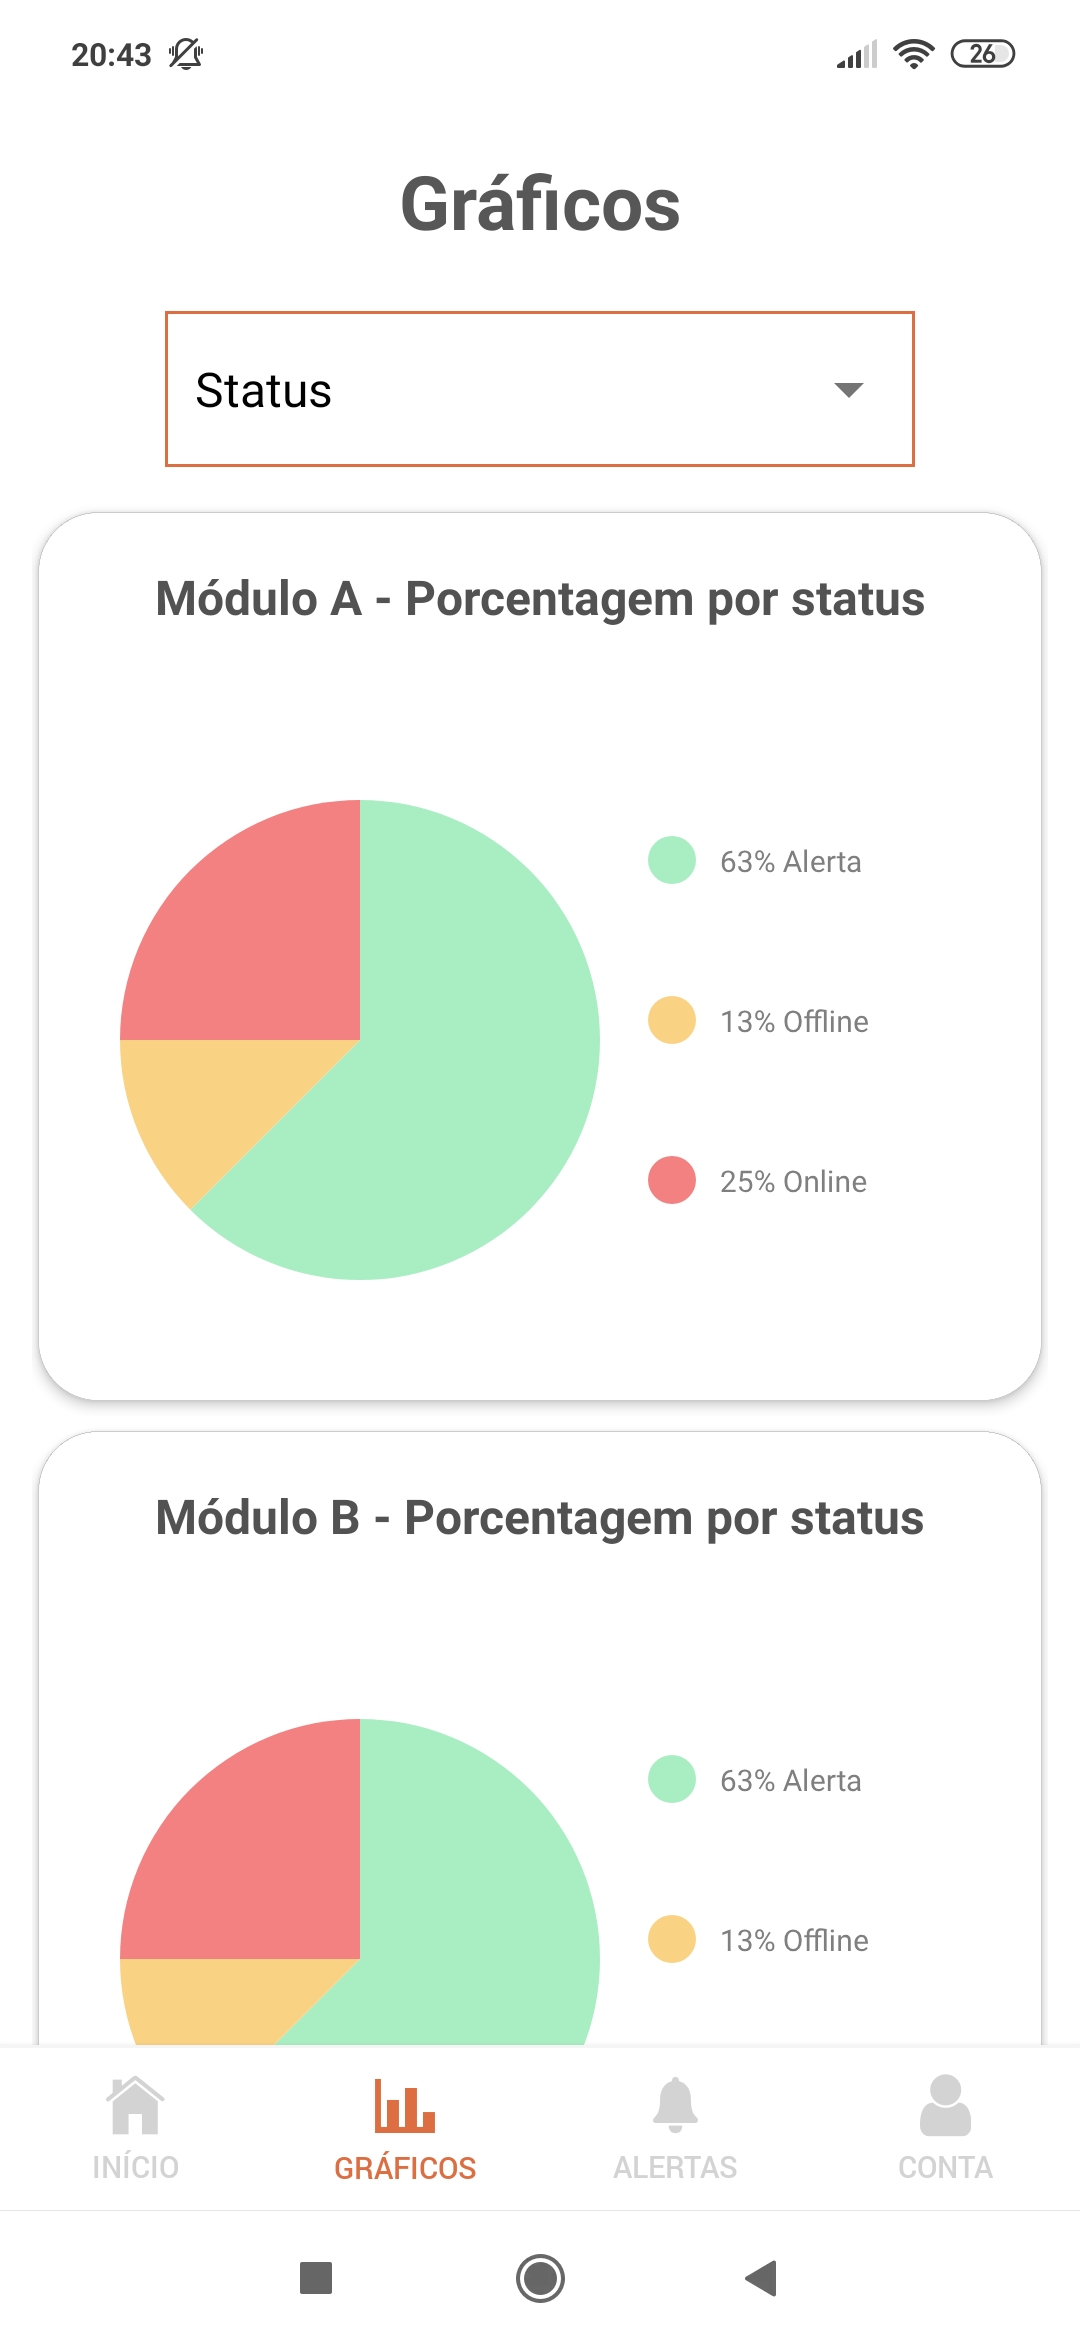 20:43
26
Gráficos
Status
Módulo A - Porcentagem por status
63% Alerta
13% Offline
25% Online
Módulo B - Porcentagem por status
63% Alerta
13% Offline
INÍCIO
GRÁFICOS
ALERTAS
CONTA